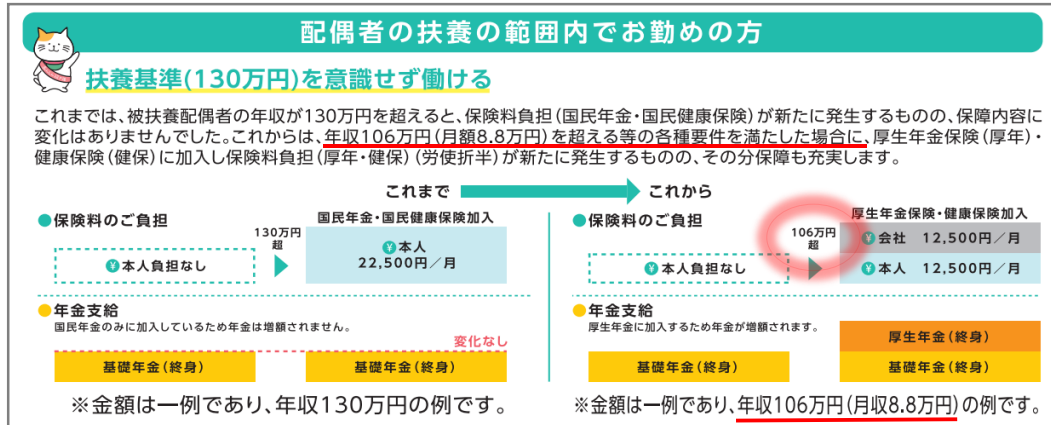 配偶者の扶養の範囲内でお勤めの方
扶養基準(130万円)を意識せず働ける
これまでは、被扶養配偶者の年収が130万円を超えると、保険料負担(国民年金・国民健康保険)が新たに発生するものの、保障内容に
変化はありませんでした。これからは、年収106万円(月額8.8万円)を超える等の各種要件を満たした場合に、厚生年金保険(厚年)・
健康保険(健保)に加入し保険料負担(厚年・健保)(労使折半)が新たに発生するものの、その分保障も充実します。
これまで
●保険料のご負担
国民年金・国民健康保険加入
130万円
超
¥本人負担なし
¥本人
22,500円/月
●年金支給
国民年金のみに加入しているため年金は増額されません。
変化なし
基礎年金(終身)
基礎年金(終身)
※金額は一例であり、年収130万円の例です。
これから
●保険料のご負担
厚生年金保険・健康保険加入
106万円
超
¥本人負担なし
¥会社 12,500円/月
¥本人 12,500円/月
●年金支給
厚生年金に加入するため年金が増額されます。
厚生年金(終身)
基礎年金(終身)
基礎年金(終身)
※金額は一例であり、年収106万円(月収8.8万円)の例です。